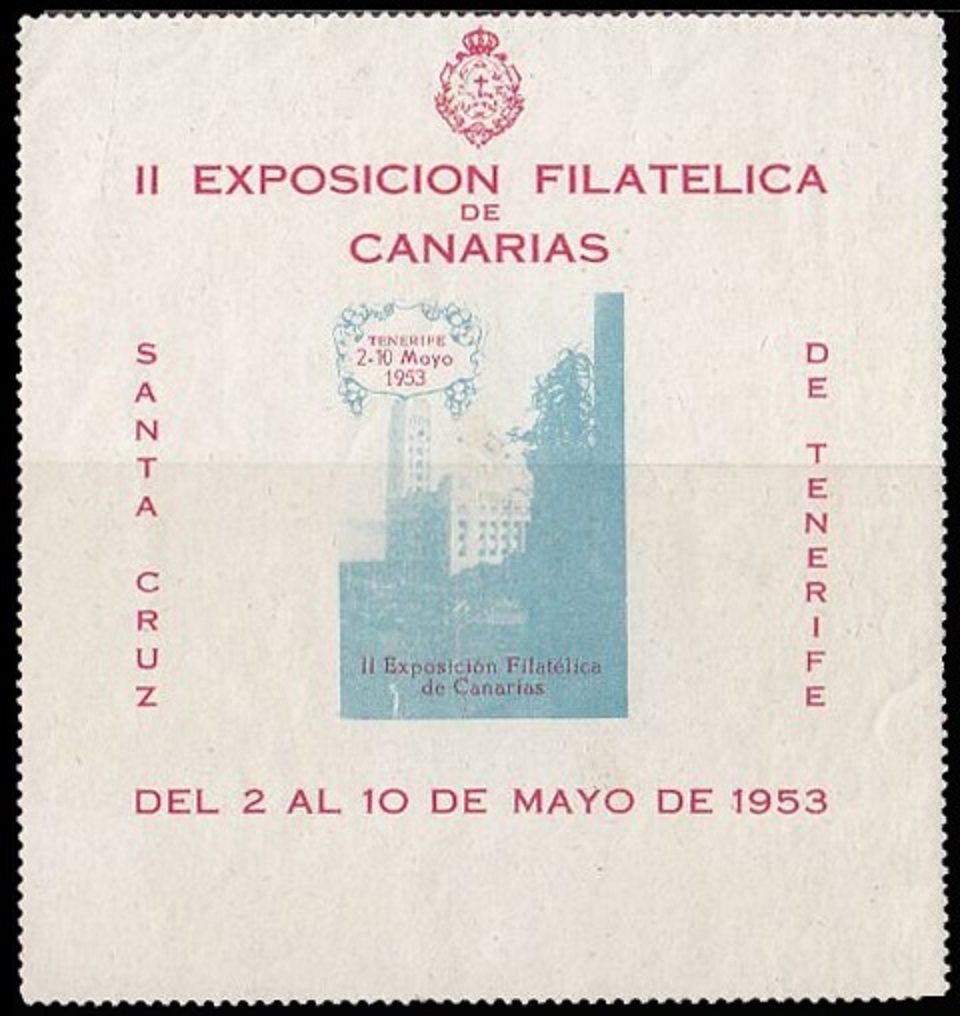 II EXPOSICION FILATELICA
DE
CANARIAS
SANTA CRUZ
DE TENERIFE
TENERIFE
2-10 Mayo
1953
II Exposición Filatélica
de Canarias
DEL 2 AL 10 DE MAYO DE 1953